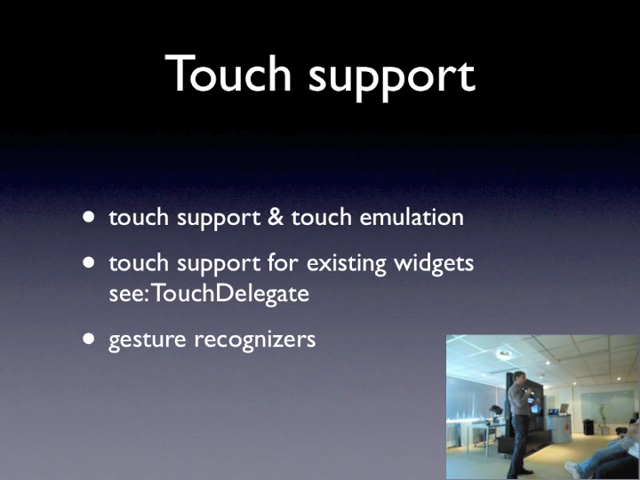 Touch support
• touch support & touch emulation
• touch support for existing widgets
see:TouchDelegate
• gesture recognizers